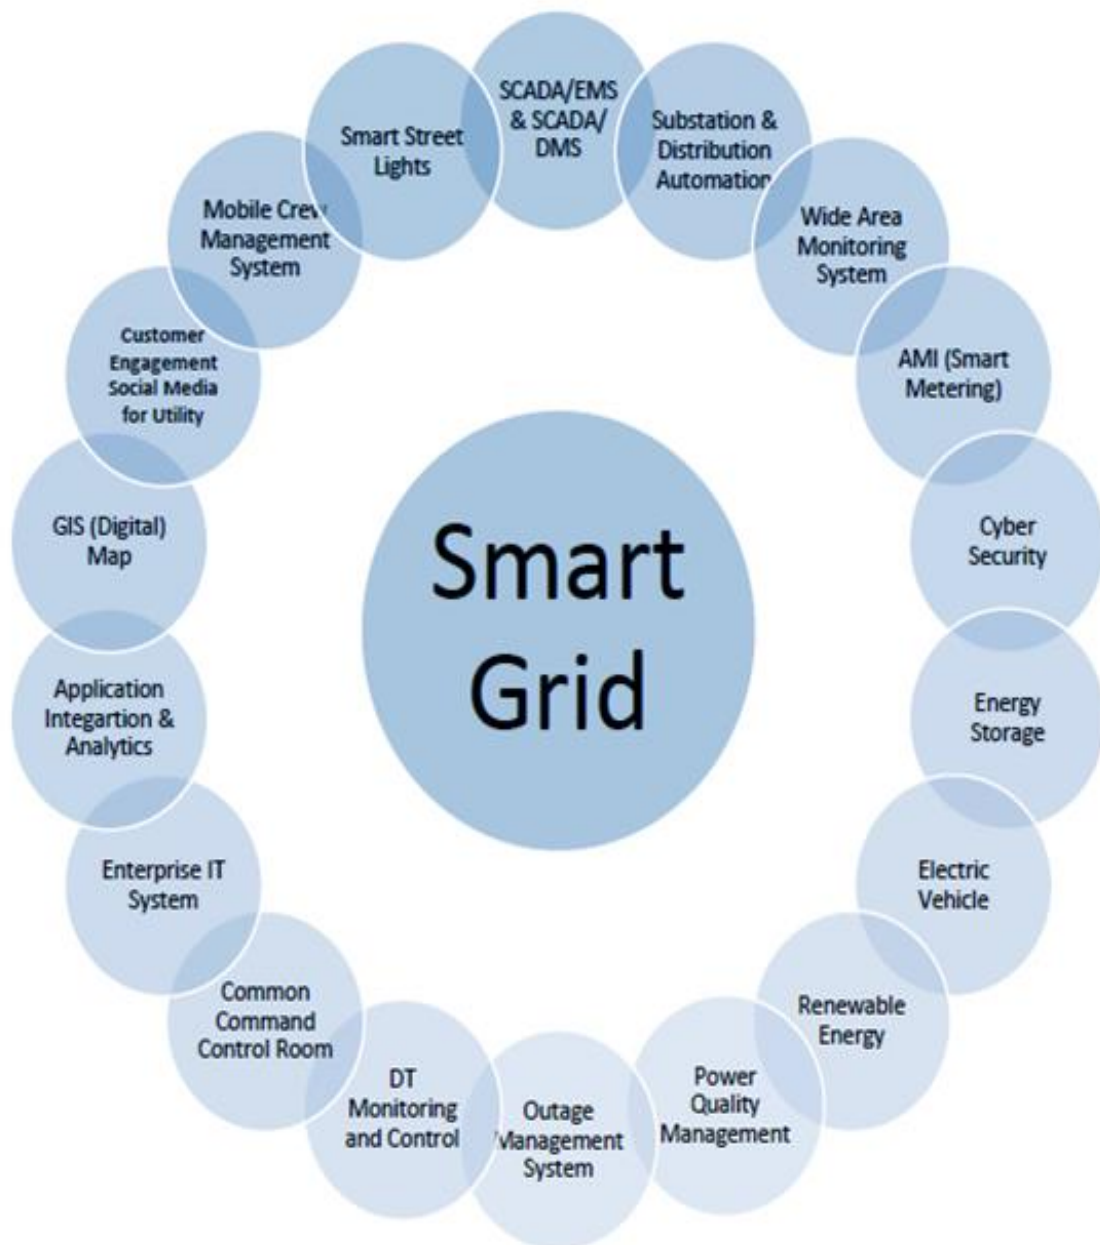 SCADA/EMS
& SCADA/
DMS
Substation &
Distribution
Automation
Wide Area
Monitoring
System
AMI (Smart
Metering)
Cyber
Security
Energy
Storage
Electric
Vehicle
Renewable
Energy
Power
Quality
Management
Outage
Management
System
DT
Monitoring
and Control
Common
Command
Control Room
Enterprise IT
System
Application
Integartion &
Analytics
GIS (Digital)
Map
Customer
Engagement
Social Media
for Utility
Mobile Crew
Management
System
Smart Street
Lights
Smart
Grid